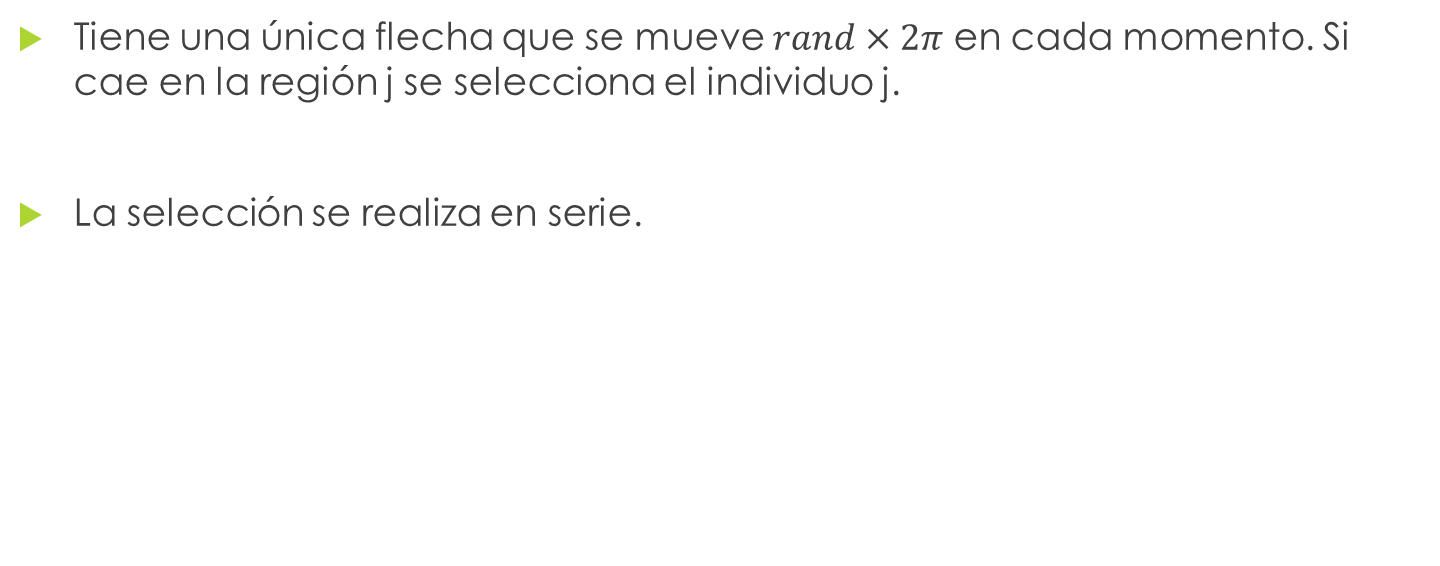 Tiene una única flecha que se mueve rand × 2π en cada momento. Si
cae en la región j se selecciona el individuo j.
La selección se realiza en serie.